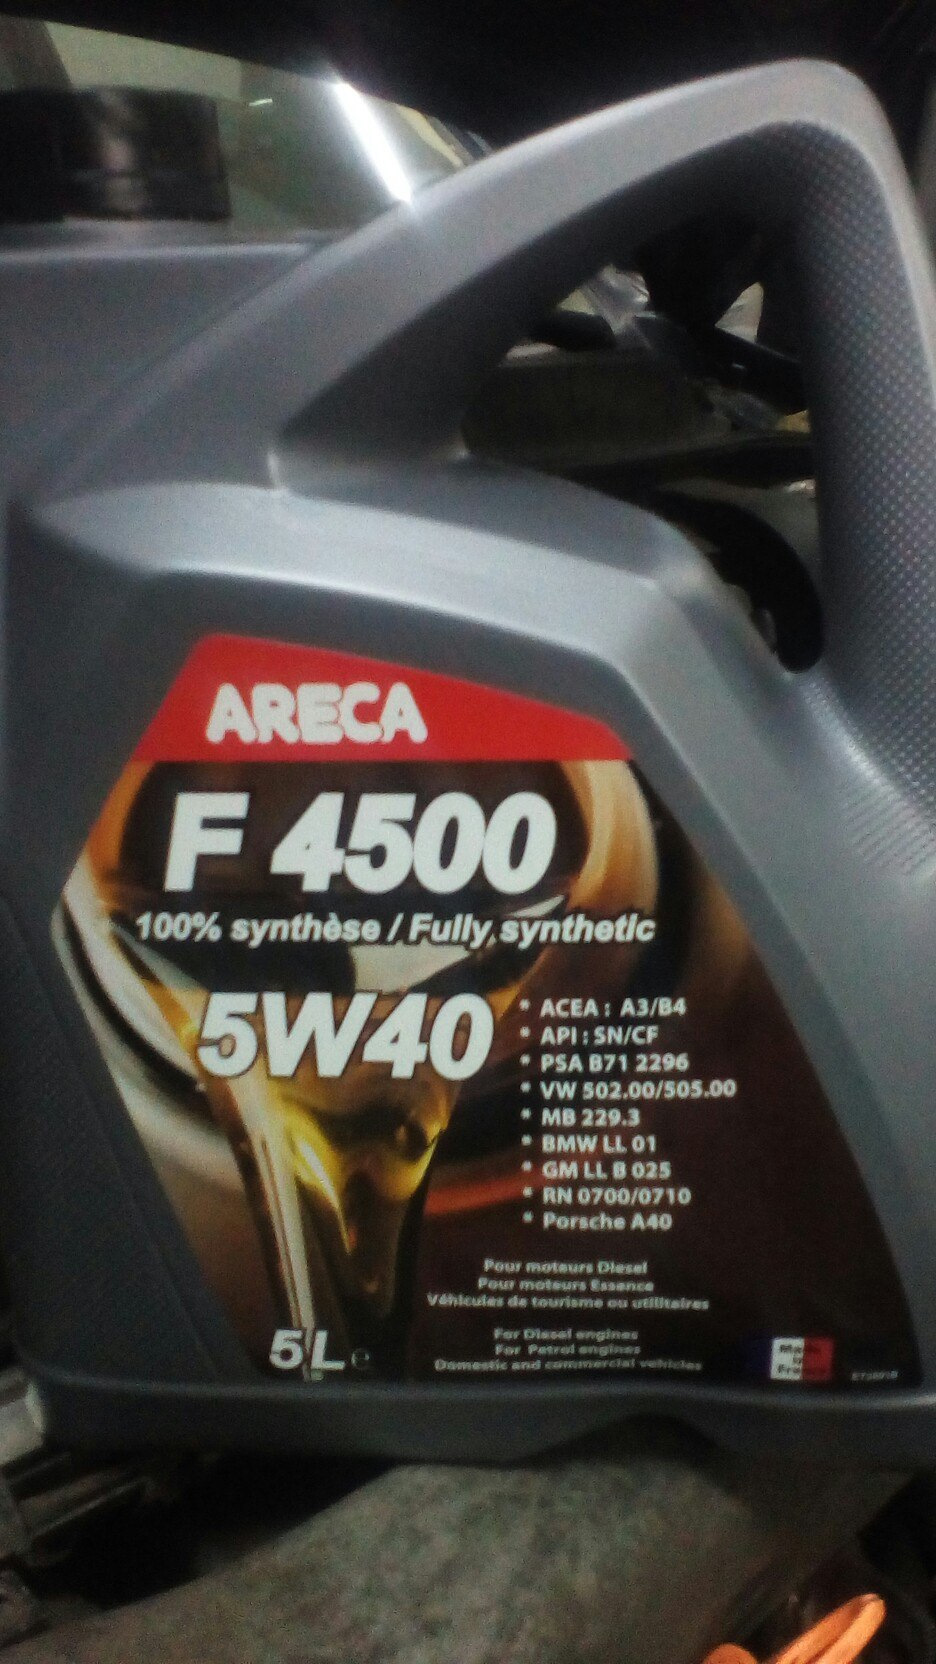 ARECA
F 4500
100% synthèse / Fully synthetic
5W40
* ACEA : A3/B4
* API : SN/CF
* PSA B71 2296
* VW 502.00/505.00
* MB 229.3
* BMW LL 01
* GM LL B 025
* RN 0700/0710
* Porsche A40
Pour moteurs Diesel
Pour moteurs Essence
Véhicules de tourisme ou utilitaires
For Diesel engines
For Petrol engines
Domestic and commercial vehicles
5 L e
Made
in